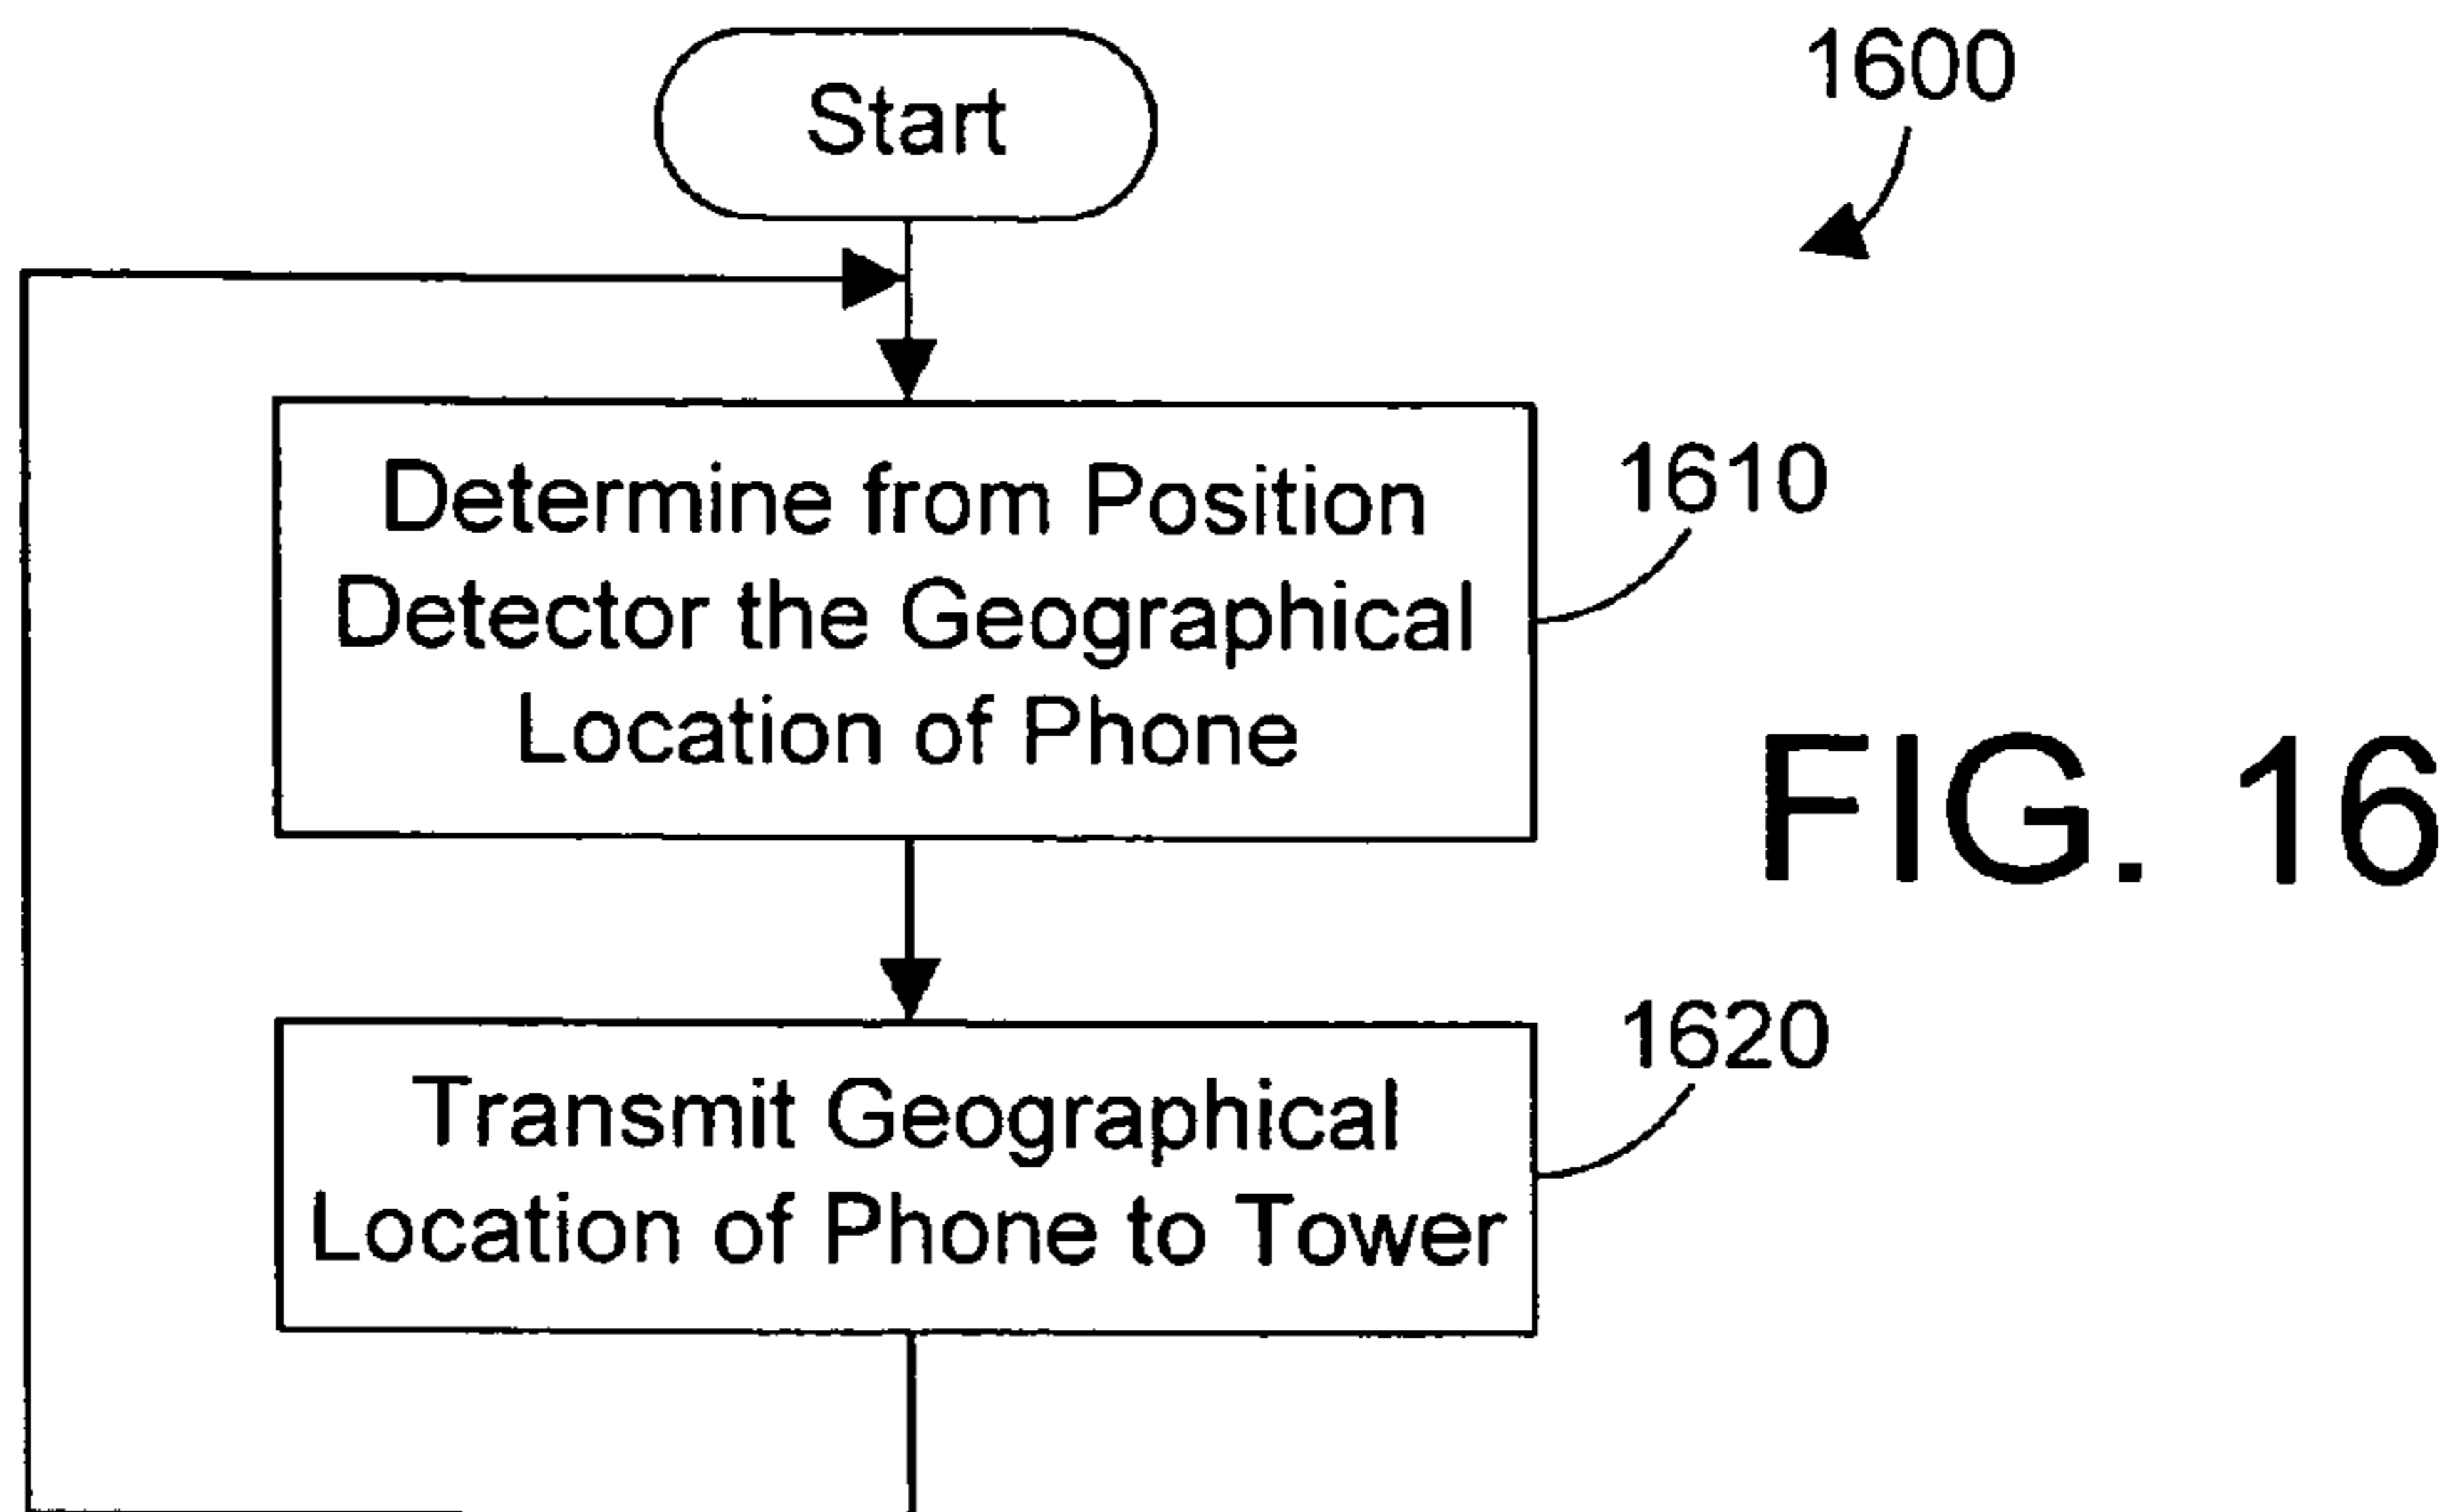 Start
1600
Determine from Position
Detector the Geographical
Location of Phone
1610
FIG. 16
Transmit Geographical
Location of Phone to Tower
1620